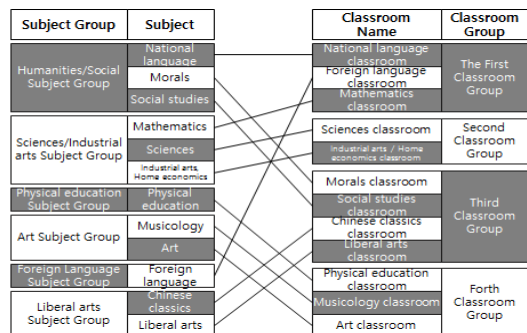 Subject Group
Subject
Humanities/Social
Subject Group
National
language
Morals
Social studies
Sciences/Industrial
arts Subject Group
Mathematics
Sciences
Industrial arts,
Home economics
Physical education
Subject Group
Physical
education
Art Subject Group
Musicology
Art
Foreign Language
Subject Group
Foreign
language
Liberal arts
Subject Group
Chinese
classics
Liberal arts
Classroom
Name
Classroom
Group
National language
classroom
Foreign language
classroom
Mathematics
classroom
The First
Classroom
Group
Sciences classroom
Industrial arts / Home
economics classroom
Second
Classroom
Group
Morals classroom
Social studies
classroom
Chinese classics
classroom
Liberal arts
classroom
Third
Classroom
Group
Physical education
classroom
Musicology classroom
Art classroom
Forth
Classroom
Group